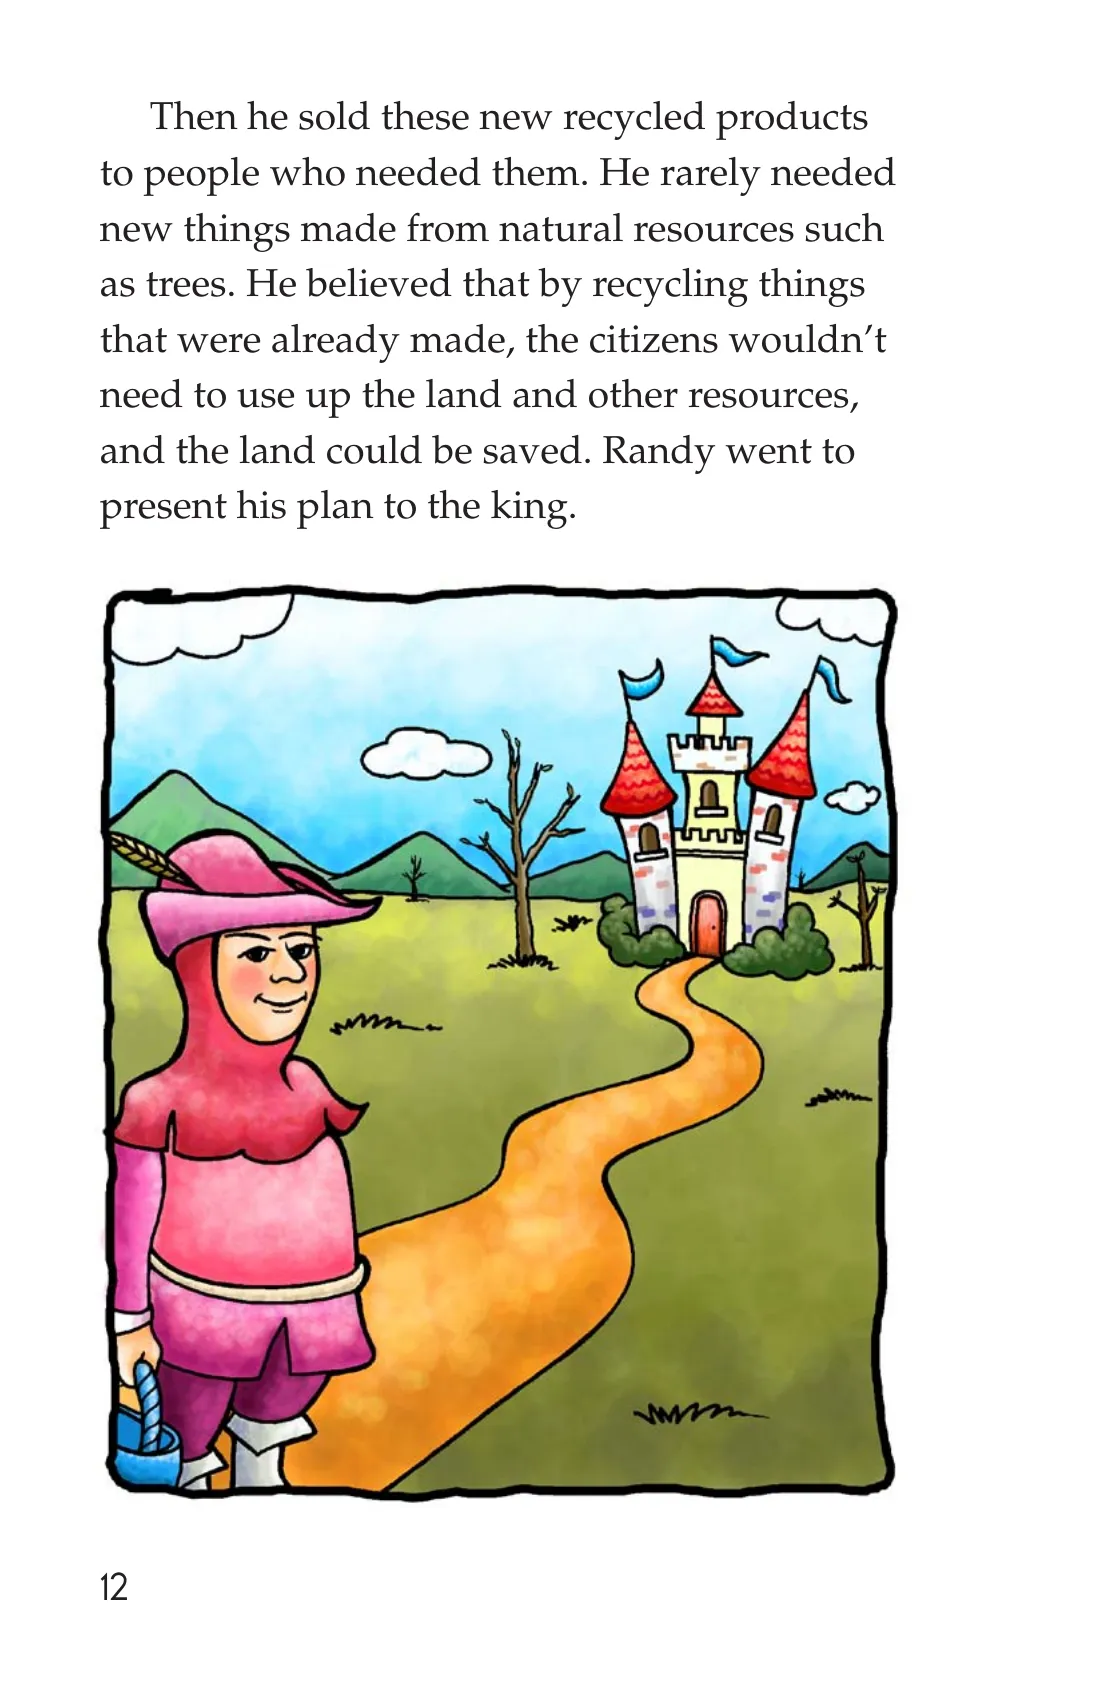 Then he sold these new recycled products
to people who needed them. He rarely needed
new things made from natural resources such
as trees. He believed that by recycling things
that were already made, the citizens wouldn’t
need to use up the land and other resources,
and the land could be saved. Randy went to
present his plan to the king.
12